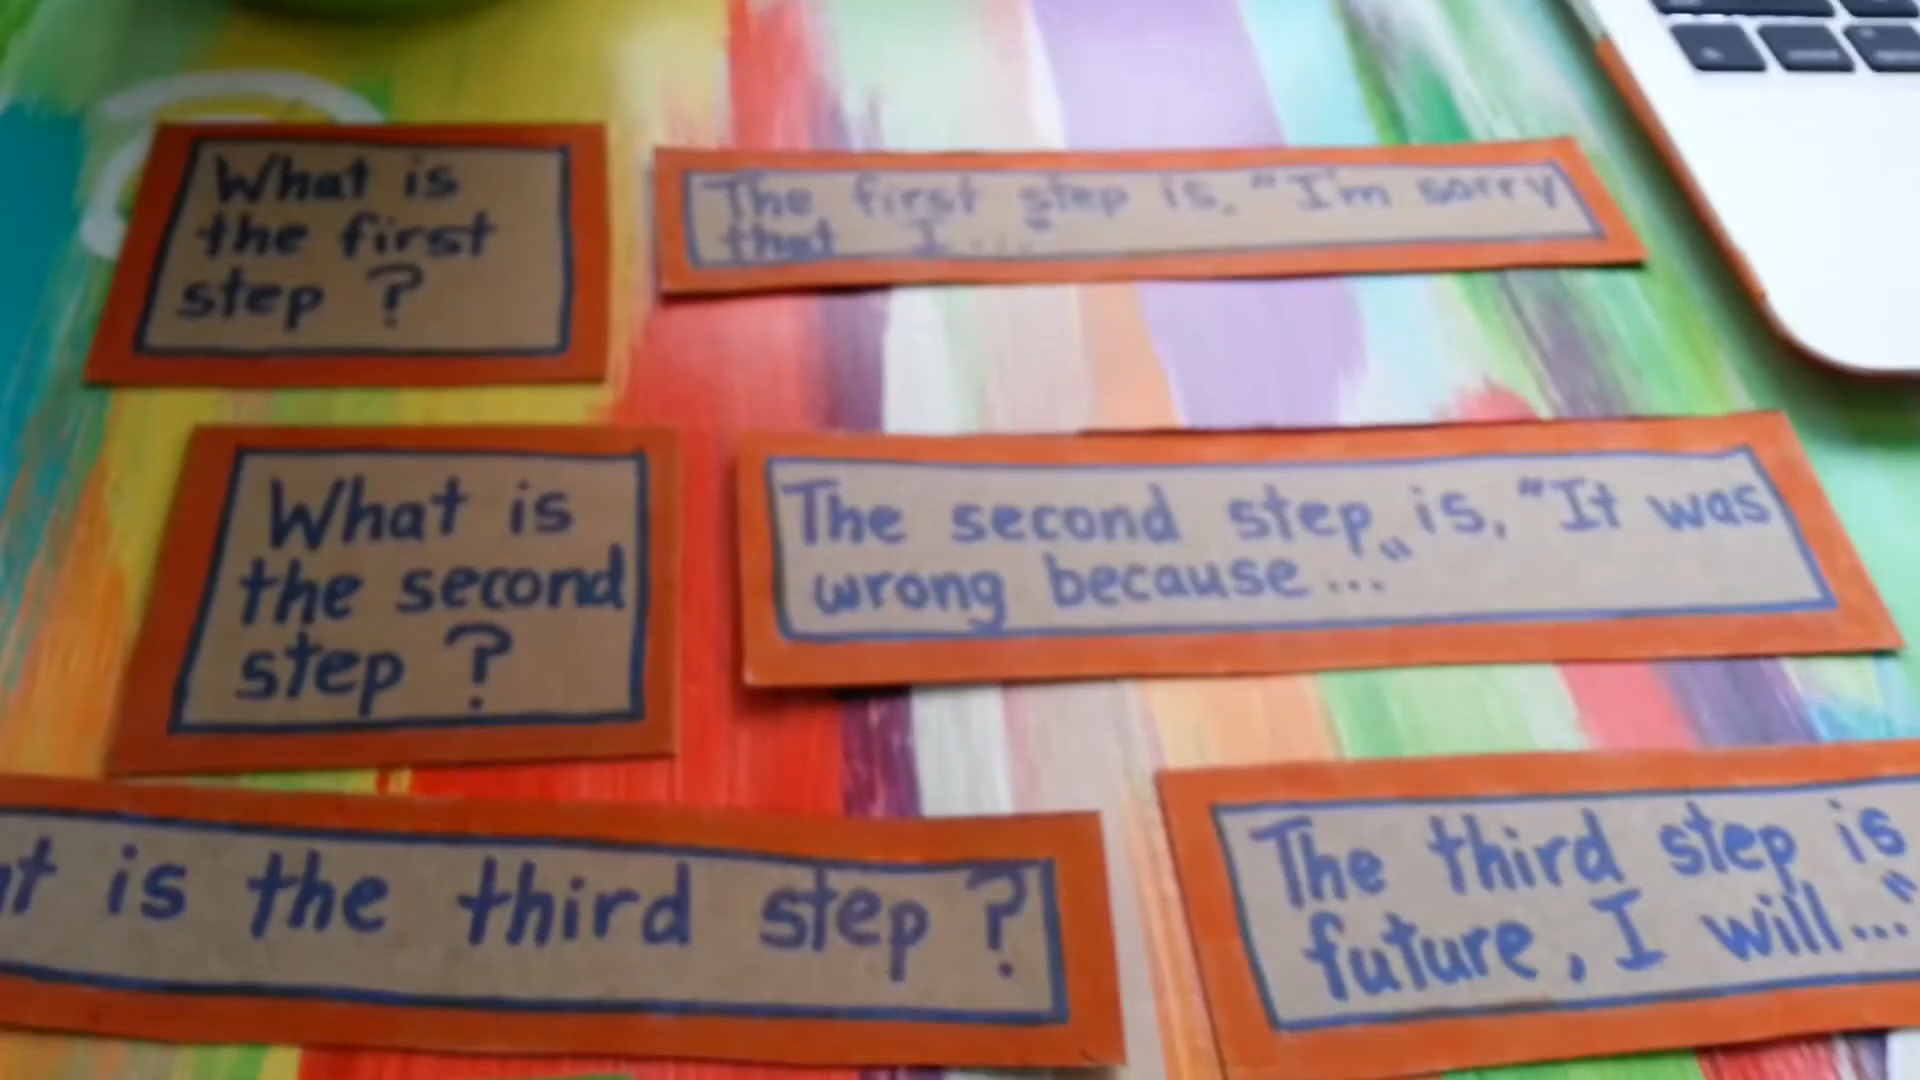 What is
the first
step ?
The first step is, "I'm sorry
that I..."
What is
the second
step ?
The second step is, "It was
wrong because..."
is the third step ?
The third step is
future, I will..."